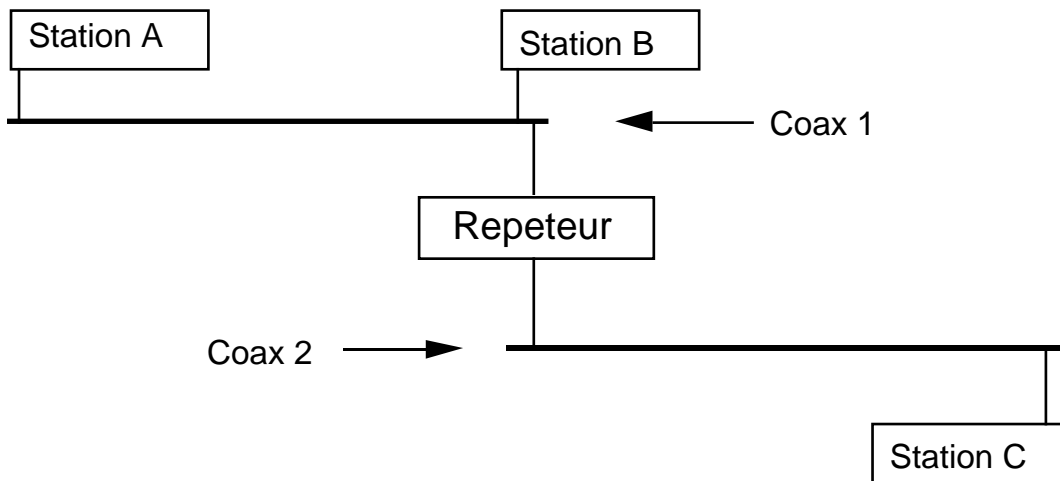 Station A
Station B
Coax 1
Repeteur
Coax 2
Station C